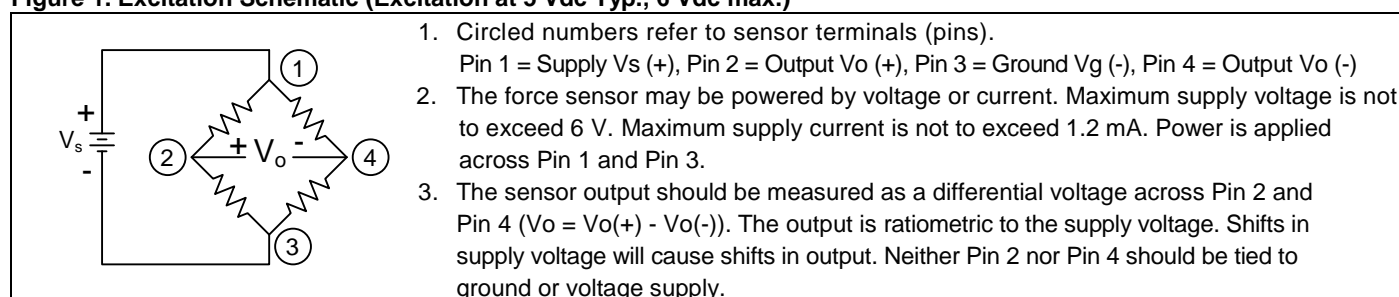 Figure 1. Excitation Schematic (Excitation at 5 Vdc Typ., 6 Vdc max.)
1
+
Vs
-
2
+ Vo -
4
3
1. Circled numbers refer to sensor terminals (pins).
Pin 1 = Supply Vs (+), Pin 2 = Output Vo (+), Pin 3 = Ground Vg (-), Pin 4 = Output Vo (-)
2. The force sensor may be powered by voltage or current. Maximum supply voltage is not
to exceed 6 V. Maximum supply current is not to exceed 1.2 mA. Power is applied
across Pin 1 and Pin 3.
3. The sensor output should be measured as a differential voltage across Pin 2 and
Pin 4 (Vo = Vo(+) - Vo(-)). The output is ratiometric to the supply voltage. Shifts in
supply voltage will cause shifts in output. Neither Pin 2 nor Pin 4 should be tied to
ground or voltage supply.